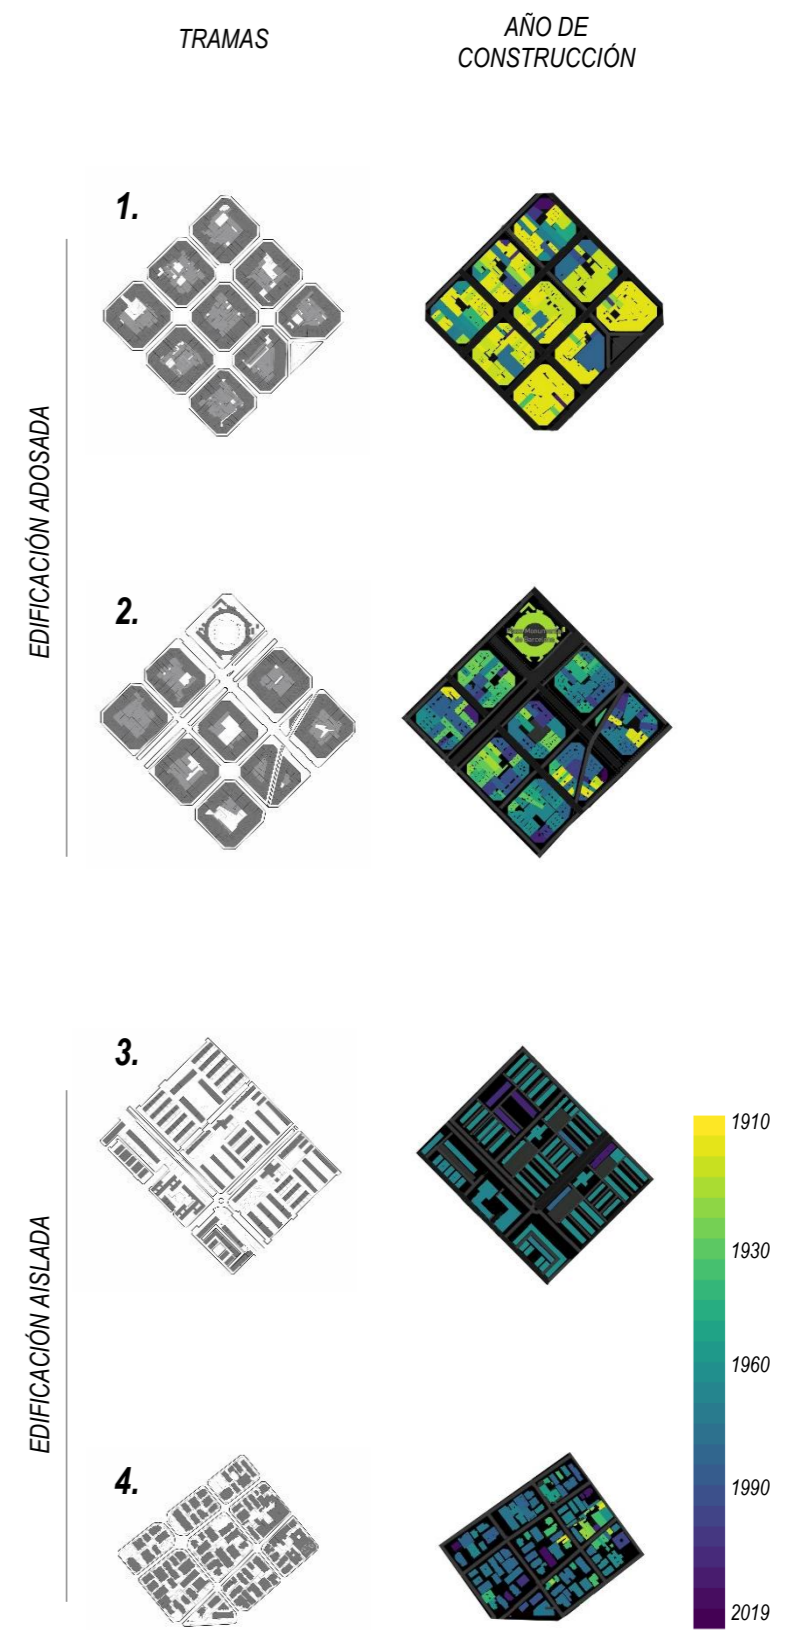 TRAMAS
AÑO DE
CONSTRUCCIÓN
EDIFICACIÓN ADOSADA
1.
2.
EDIFICACIÓN AISLADA
3.
4.
1910
1930
1960
1990
2019